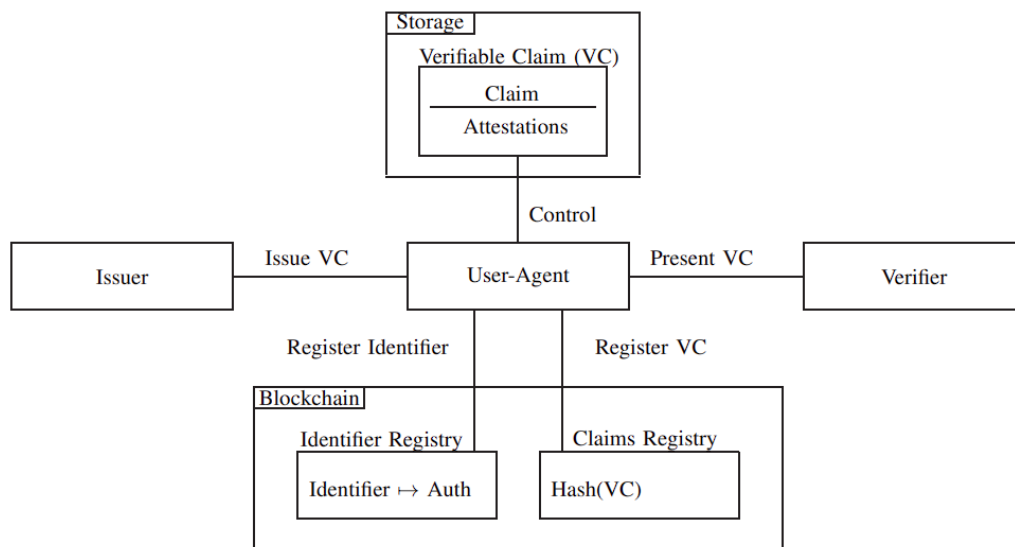 Storage
Verifiable Claim (VC)
Claim
Attestations
Control
Issuer
Issue VC
User-Agent
Present VC
Verifier
Register Identifier
Register VC
Blockchain
Identifier Registry
Claims Registry
Identifier ↦ Auth
Hash(VC)